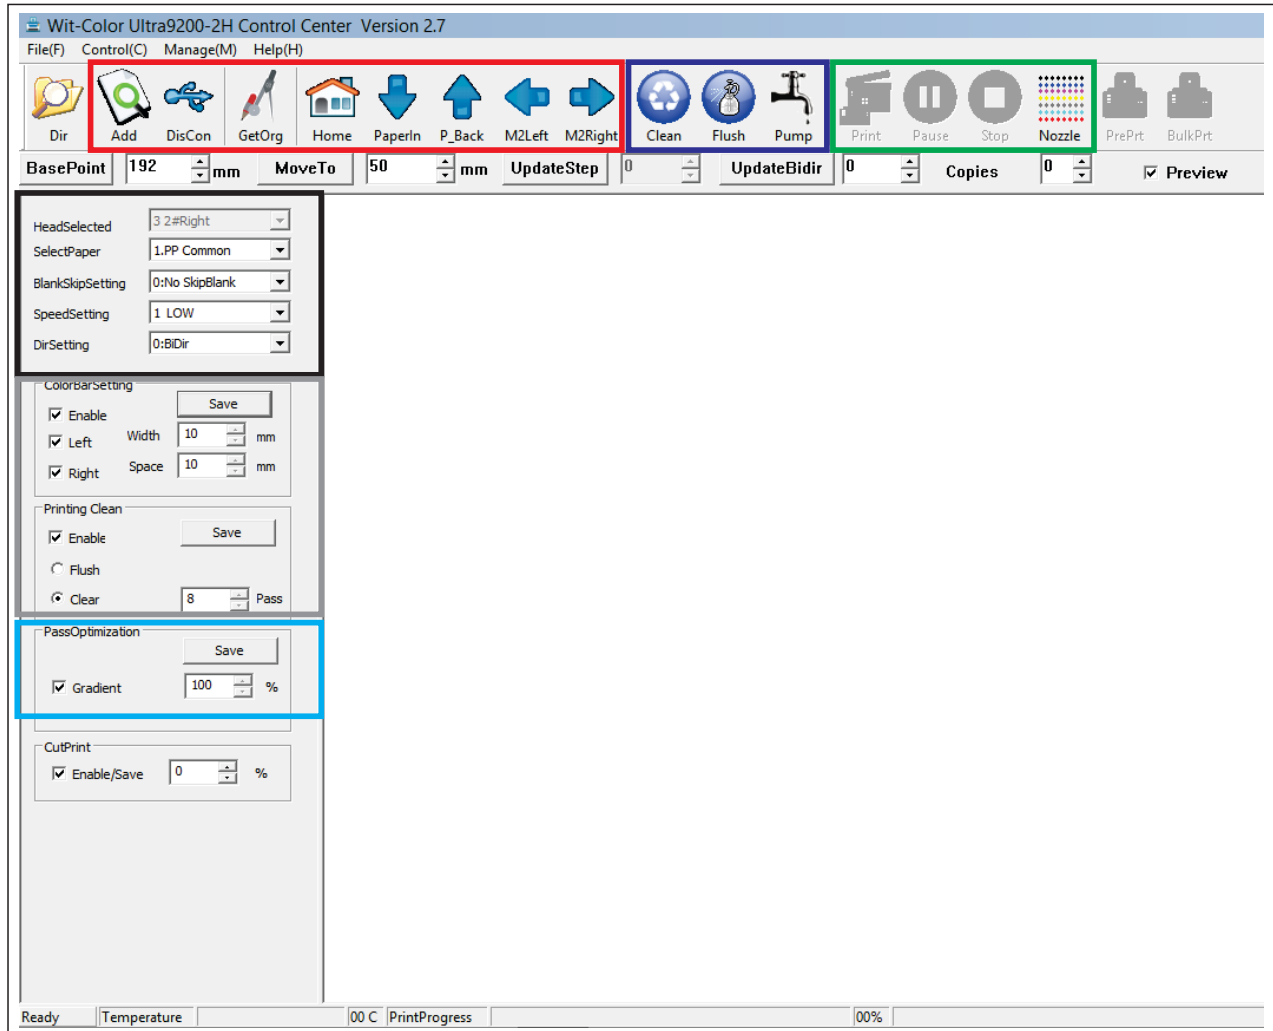 Wit-Color Ultra9200-2H Control Center Version 2.7
File(F) Control(C) Manage(M) Help(H)
Dir Add DisCon GetOrg Home PaperIn P_Back M2Left M2Right Clean Flush Pump Print Pause Stop Nozzle PrePrt BulkPrt
BasePoint 192 mm MoveTo 50 mm UpdateStep 0 UpdateBidir 0 Copies 0 Preview
HeadSelected 3 2#Right
SelectPaper 1.PP Common
BlankSkipSetting 0:No SkipBlank
SpeedSetting 1 LOW
DirSetting 0:BiDir
ColorBarSetting
Save
Enable
Left Width 10 mm
Right Space 10 mm
Printing Clean
Enable Save
Flush
Clear 8 Pass
PassOptimization
Save
Gradient 100 %
CutPrint
Enable/Save 0 %
Ready Temperature 00 C PrintProgress 00%